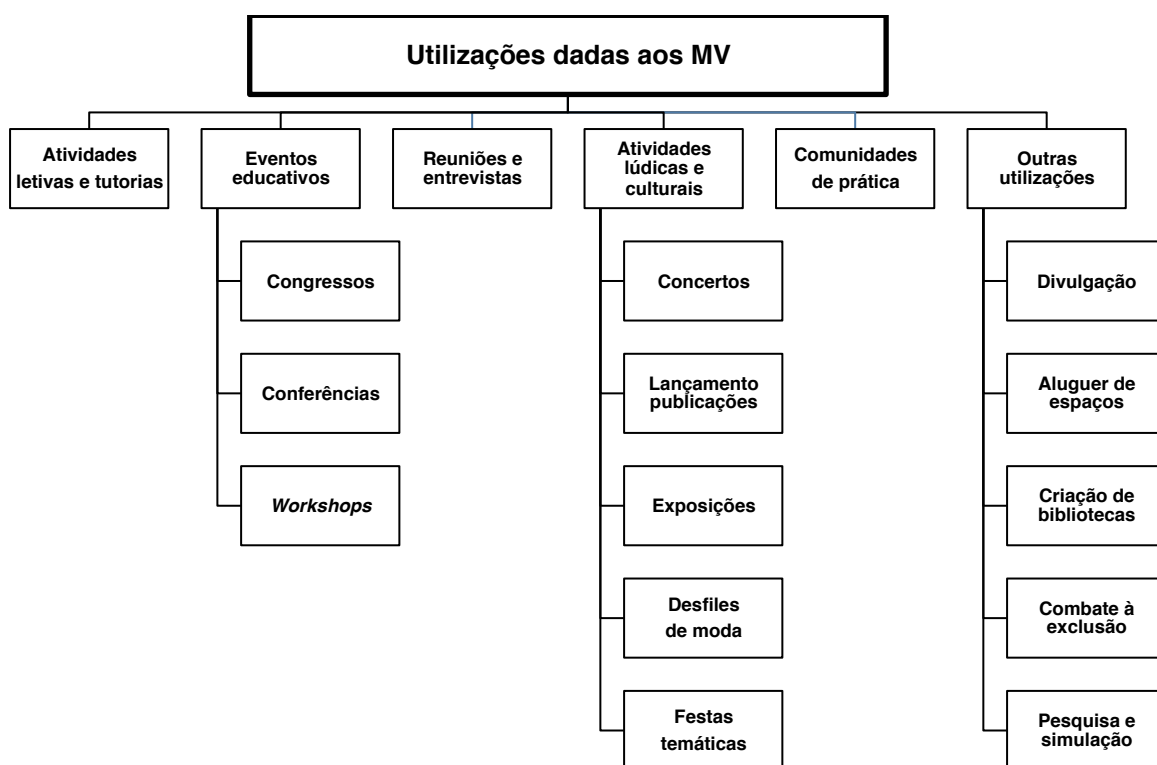 Utilizações dadas aos MV
Atividades
letivas e tutorias
Eventos
educativos
Reuniões e
entrevistas
Atividades
lúdicas e
culturais
Comunidades
de prática
Outras
utilizações
Congressos
Conferências
Workshops
Concertos
Lançamento
publicações
Exposições
Desfiles
de moda
Festas
temáticas
Divulgação
Aluguer de
espaços
Criação de
bibliotecas
Combate à
exclusão
Pesquisa e
simulação